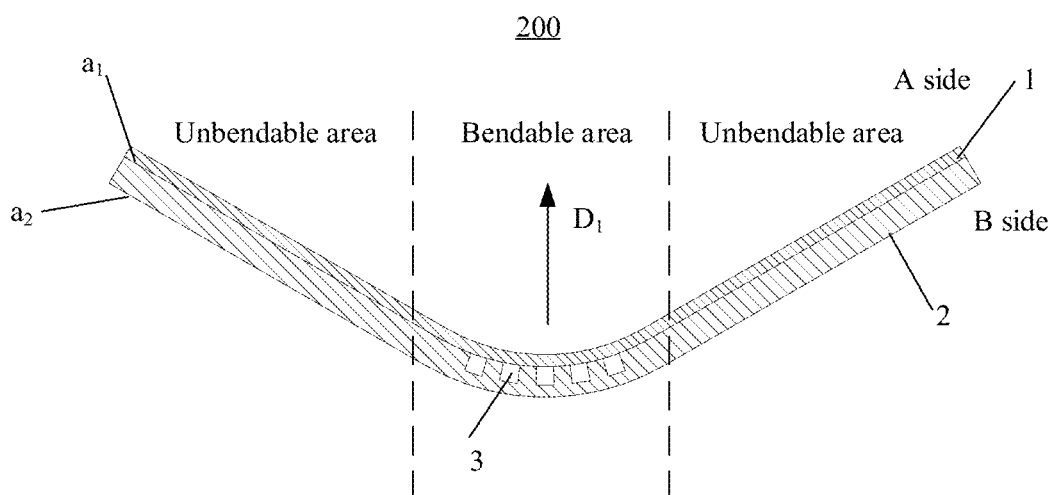 200
a₁
A side
1
Unbendable area
Bendable area
Unbendable area
a₂
D₁
B side
2
3